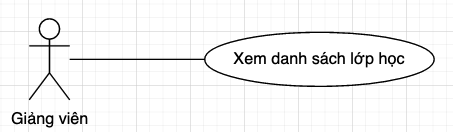 Xem danh sách lớp học
Giảng viên